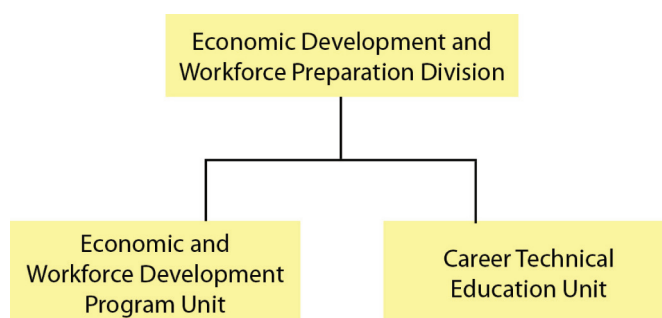 Economic Development and
Workforce Preparation Division
Economic and
Workforce Development
Program Unit
Career Technical
Education Unit